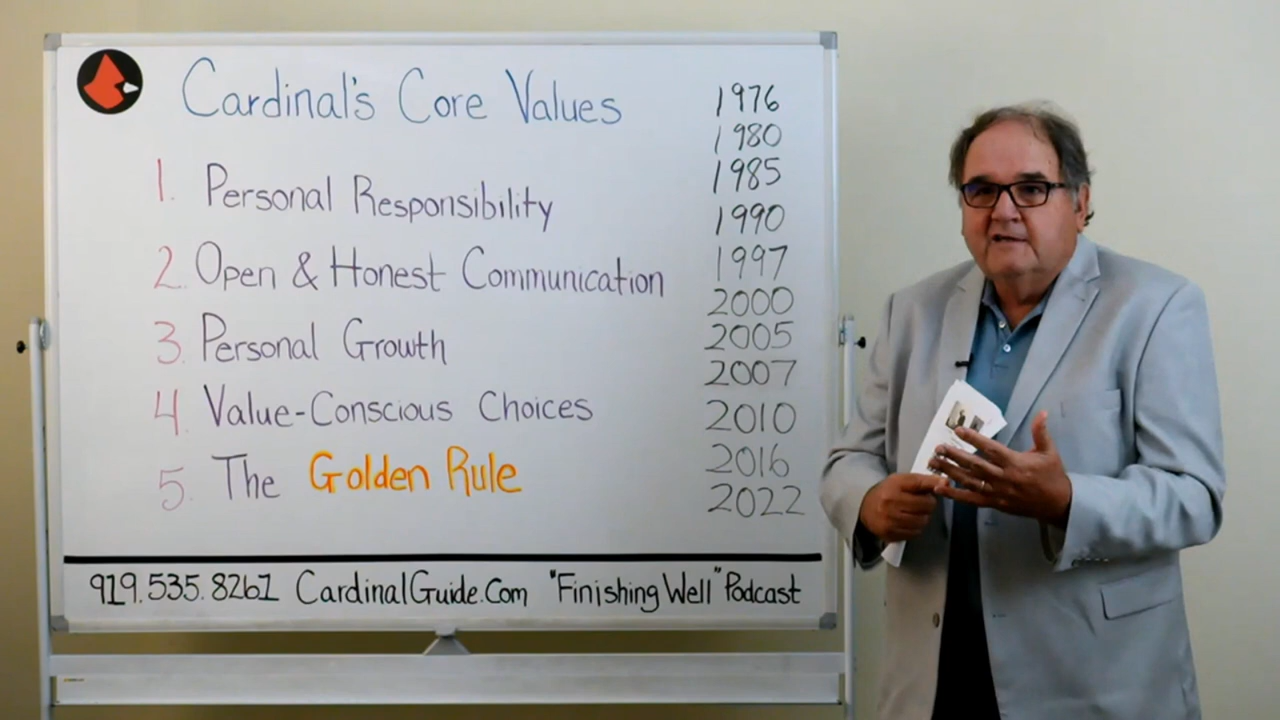 Cardinal's Core Values
1. Personal Responsibility
2. Open & Honest Communication
3. Personal Growth
4. Value-Conscious Choices
5. The Golden Rule
1976
1980
1985
1990
1997
2000
2005
2007
2010
2016
2022
919.535.8261 CardinalGuide.Com "Finishing Well" Podcast